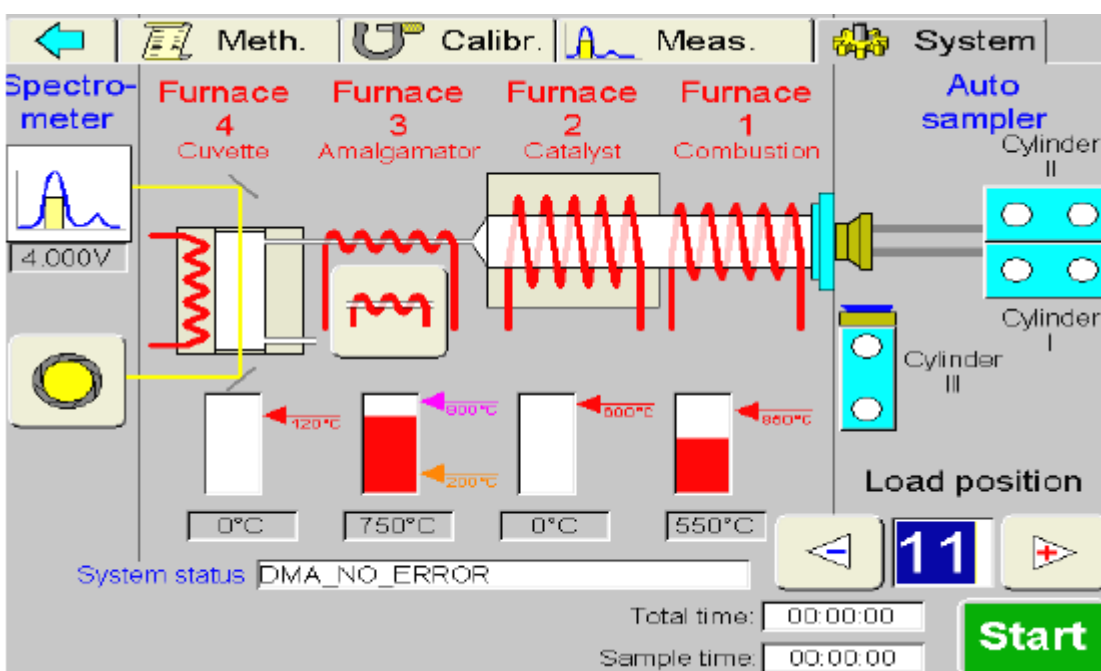 Meth. Calibr. Meas. System
Spectro-
meter
Furnace
4
Cuvette
Furnace
3
Amalgamator
Furnace
2
Catalyst
Furnace
1
Combustion
Auto
sampler
Cylinder
II
4.000V
Cylinder
I
Cylinder
III
120°C
900°C
200°C
600°C
850°C
0°C
750°C
0°C
550°C
Load position
11
System status DMA_NO_ERROR
Total time: 00:00:00
Sample time: 00:00:00
Start